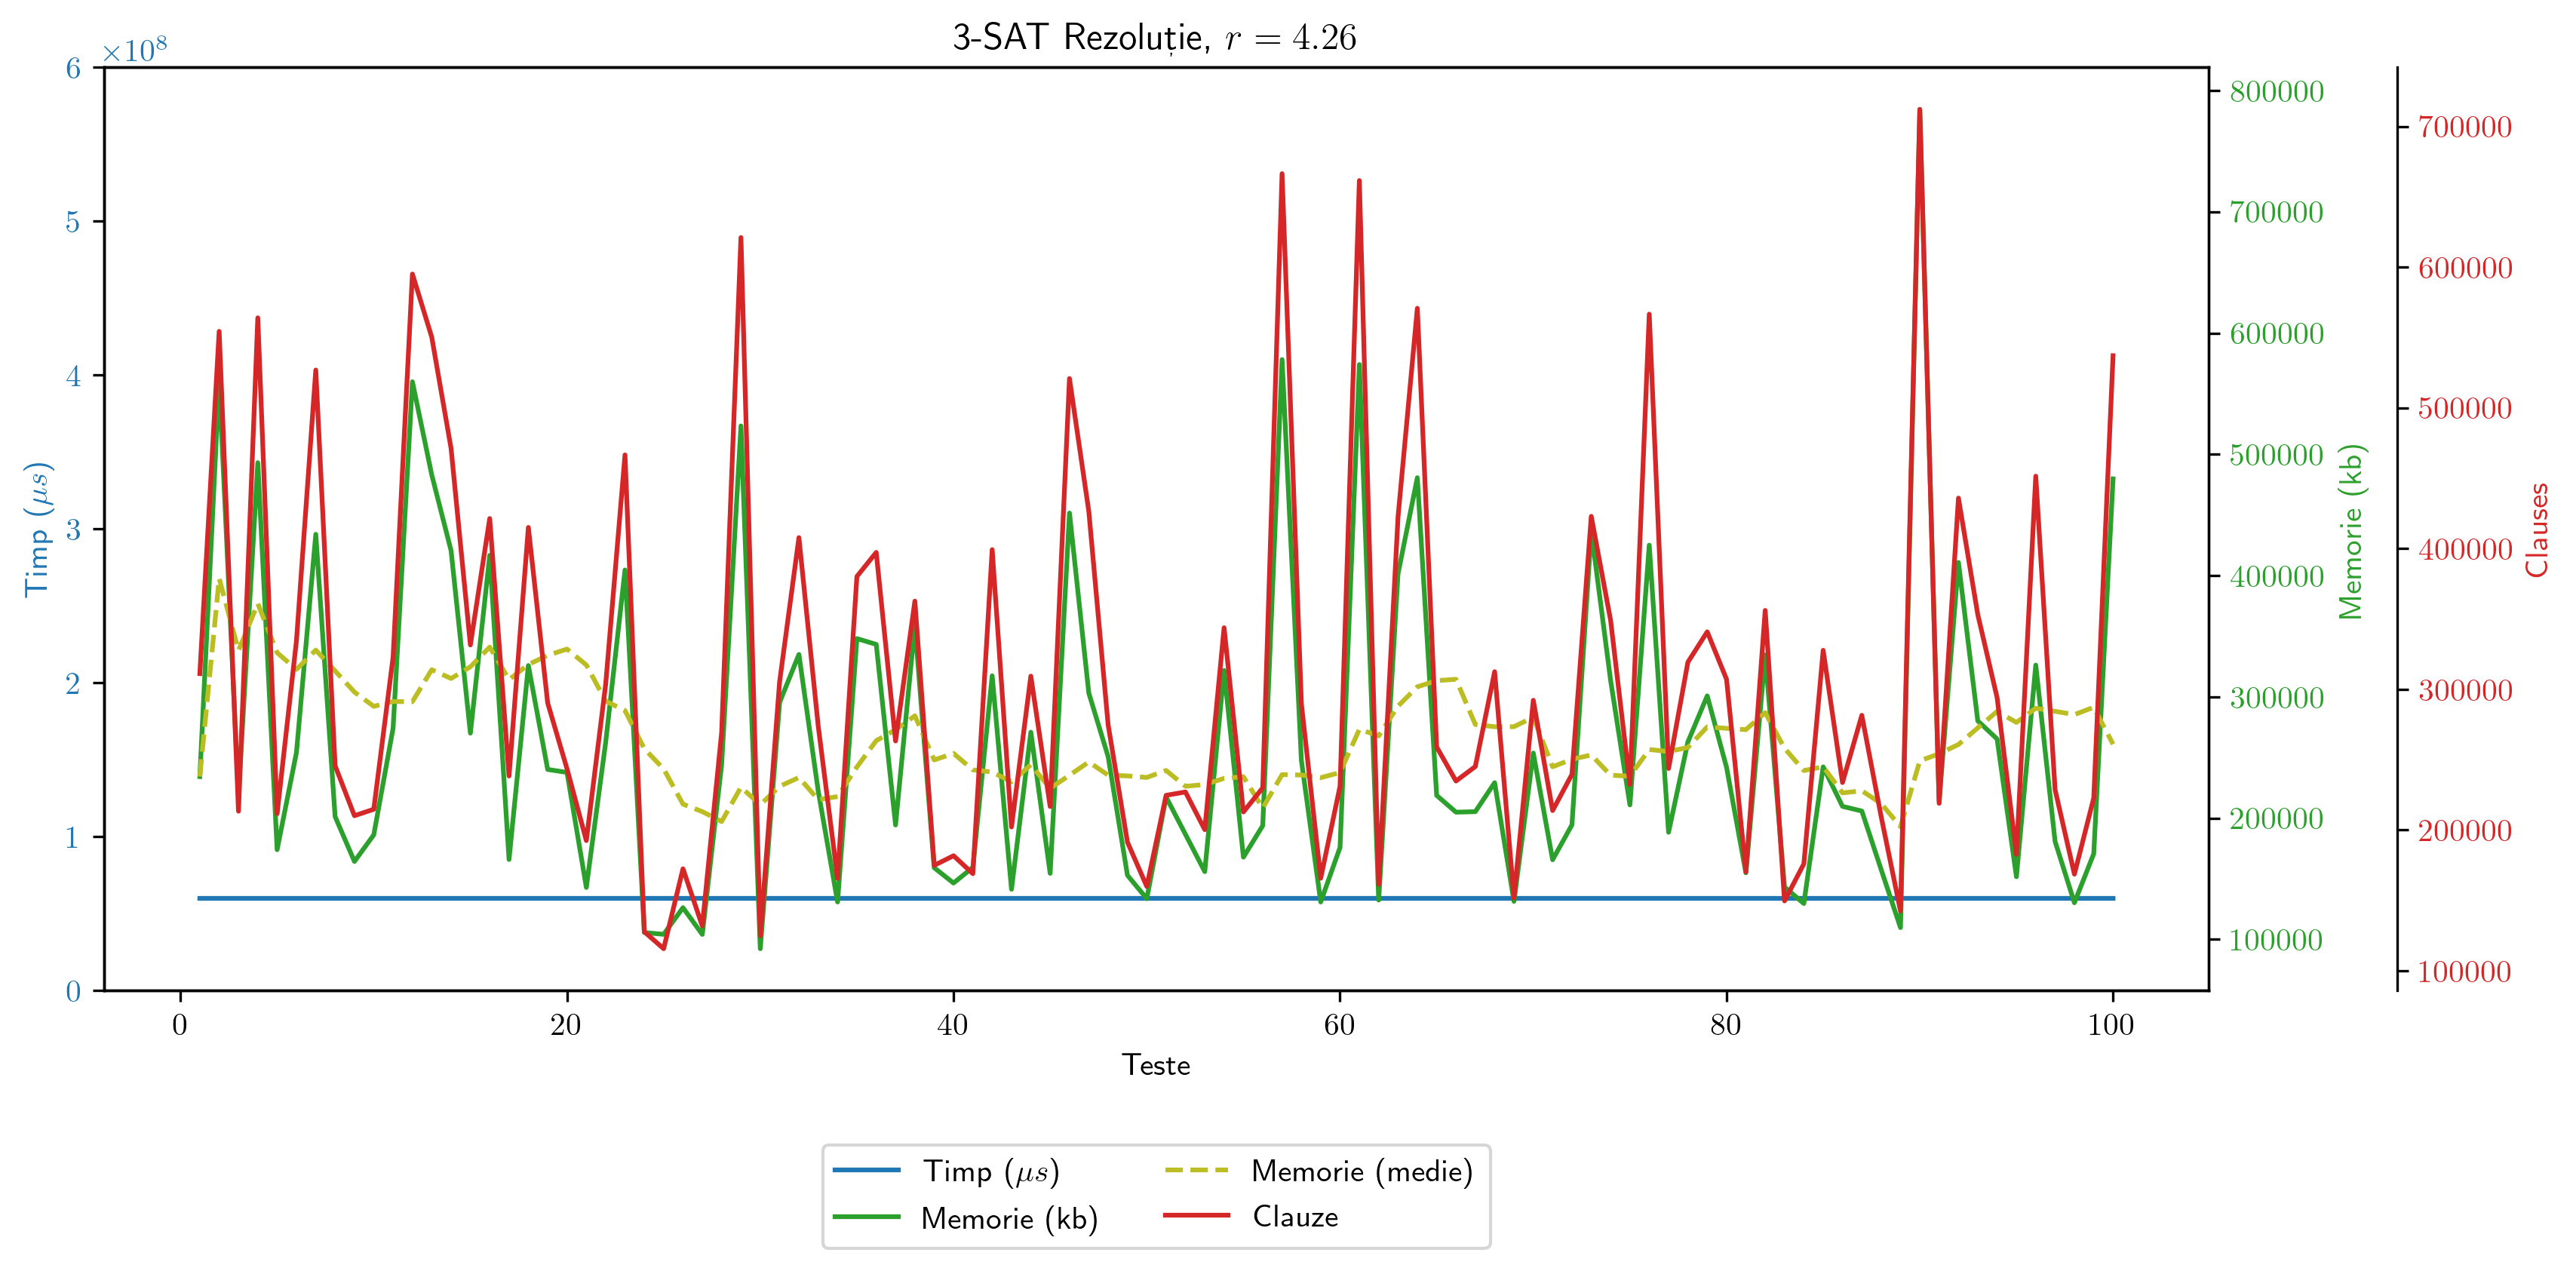 3-SAT Rezoluție, r = 4.26
×10⁸
6
5
4
3
2
1
0
Timp (μs)
800000
700000
600000
500000
400000
300000
200000
100000
Memorie (kb)
700000
600000
500000
400000
300000
200000
100000
Clauses
0 20 40 60 80 100
Teste
Timp (μs)
Memorie (kb)
Memorie (medie)
Clauze